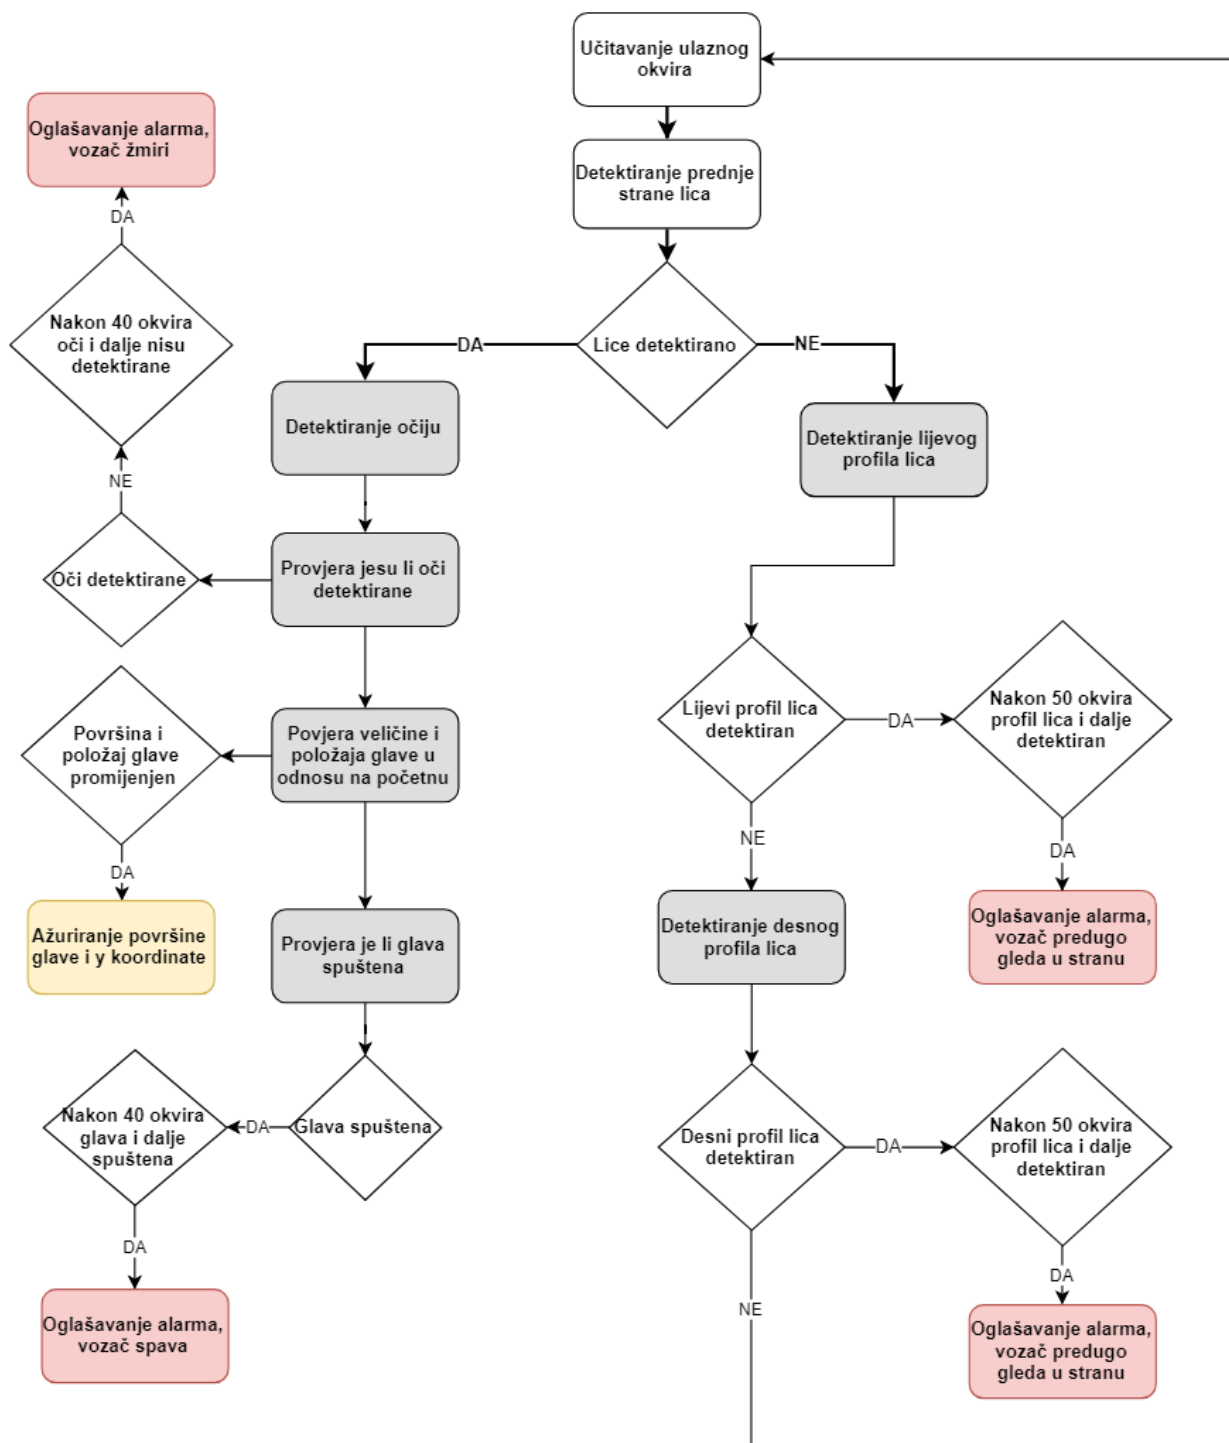 Učitavanje ulaznog
okvira
Detektiranje prednje
strane lica
Lice detektirano
DA
NE
Oglašavanje alarma,
vozač žmiri
DA
Nakon 40 okvira
oči i dalje nisu
detektirane
NE
Oči detektirane
Detektiranje očiju
Provjera jesu li oči
detektirane
Površina i
položaj glave
promijenjen
DA
Povjera veličine i
položaja glave u
odnosu na početnu
Ažuriranje površine
glave i y koordinate
Provjera je li glava
spuštena
Glava spuštena
DA
Nakon 40 okvira
glava i dalje
spuštena
DA
Oglašavanje alarma,
vozač spava
Detektiranje lijevog
profila lica
Lijevi profil lica
detektiran
DA
Nakon 50 okvira
profil lica i dalje
detektiran
DA
Oglašavanje alarma,
vozač predugo
gleda u stranu
NE
Detektiranje desnog
profila lica
Desni profil lica
detektiran
DA
Nakon 50 okvira
profil lica i dalje
detektiran
DA
Oglašavanje alarma,
vozač predugo
gleda u stranu
NE